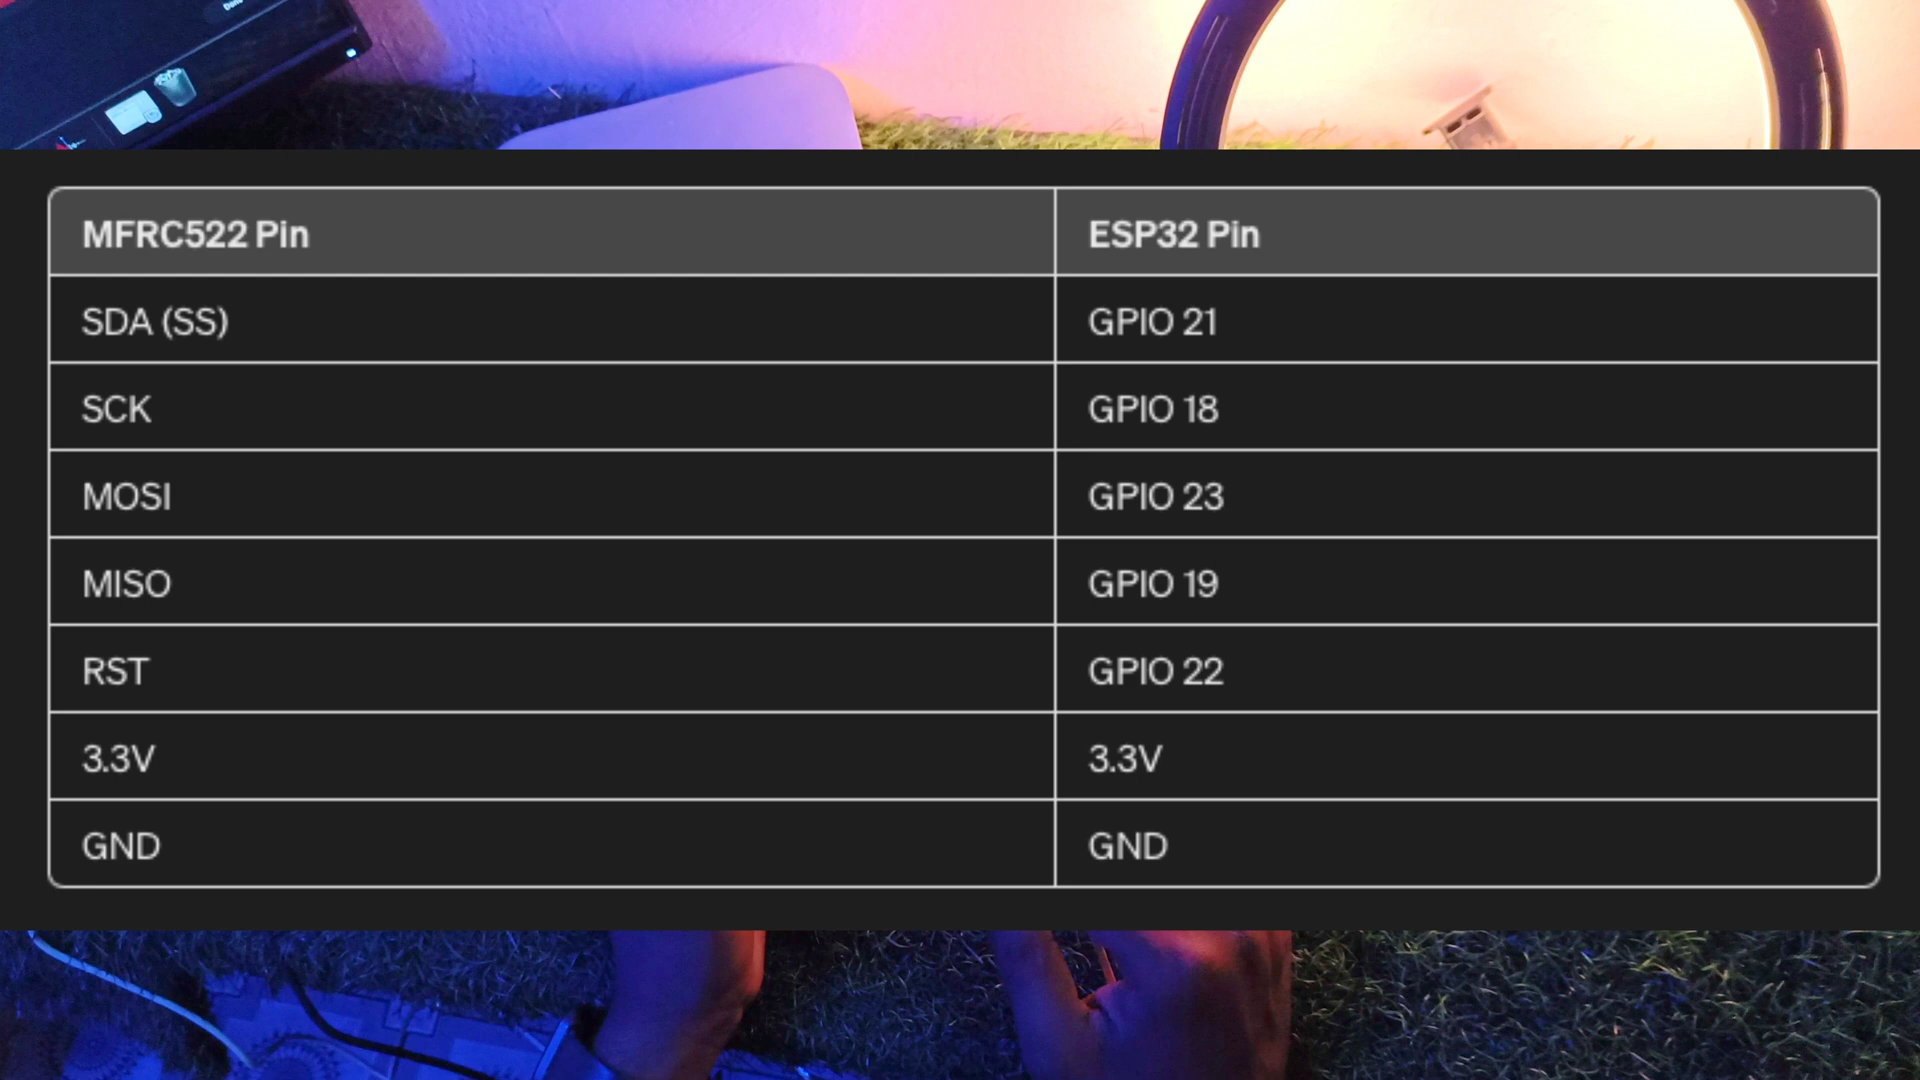 Done
MFRC522 Pin ESP32 Pin
SDA (SS) GPIO 21
SCK GPIO 18
MOSI GPIO 23
MISO GPIO 19
RST GPIO 22
3.3V 3.3V
GND GND